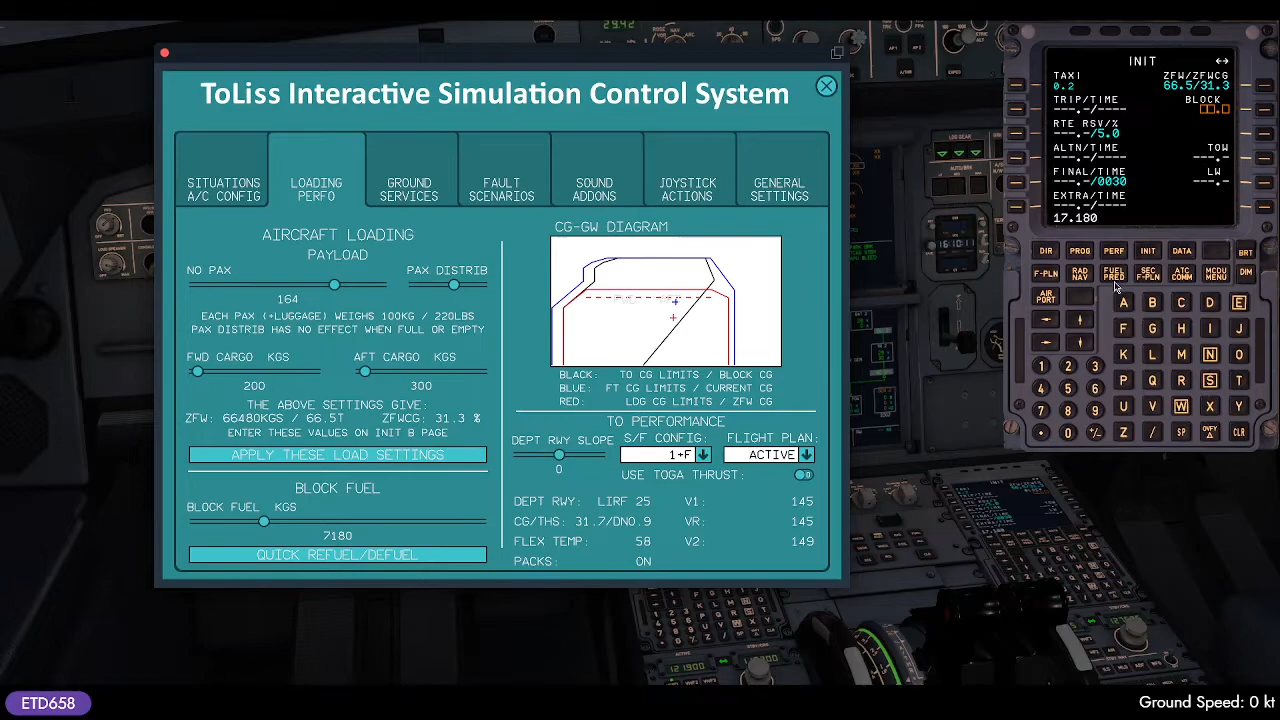 ToLiss Interactive Simulation Control System
SITUATIONS A/C CONFIG
LOADING PERFO
GROUND SERVICES
FAULT SCENARIOS
SOUND ADDONS
JOYSTICK ACTIONS
GENERAL SETTINGS
AIRCRAFT LOADING
PAYLOAD
NO PAX PAX DISTRIB
164
EACH PAX (+LUGGAGE) WEIGHS 100KG / 220LBS
PAX DISTRIB HAS NO EFFECT WHEN FULL OR EMPTY
FWD CARGO KGS AFT CARGO KGS
200 300
THE ABOVE SETTINGS GIVE:
ZFW: 66480KGS / 66.5T ZFWCG: 31.3 %
ENTER THESE VALUES ON INIT B PAGE
APPLY THESE LOAD SETTINGS
BLOCK FUEL
BLOCK FUEL KGS
7180
QUICK REFUEL/DEFUEL
CG-GW DIAGRAM
BLACK: TO CG LIMITS / BLOCK CG
BLUE: FT CG LIMITS / CURRENT CG
RED: LDG CG LIMITS / ZFW CG
TO PERFORMANCE
DEPT RWY SLOPE S/F CONFIG: FLIGHT PLAN:
0 1+F ACTIVE
USE TOGA THRUST:
DEPT RWY: LIRF 25 V1: 145
CG/THS: 31.7/DN0.9 VR: 145
FLEX TEMP: 58 V2: 149
PACKS: ON
INIT ↔
TAXI ZFW/ZFWCG
0.2 66.5/31.3
TRIP/TIME BLOCK
---.-/----
RTE RSV/%
---.-/5.0
ALTN/TIME TOW
---.-/---- ---.-
FINAL/TIME LW
---.-/0030 ---.-
EXTRA/TIME
---.-/----
17.180
DIR PROG PERF INIT DATA BRT
F-PLN RAD NAV FUEL PRED SEC F-PLN ATC COMM MCDU MENU DIM
AIR PORT A B C D E
F G H I J
K L M N O
1 2 3 P Q R S T
4 5 6
7 8 9 U V W X Y
. 0 +/- Z / SP OVFY CLR
29.42
16:10:11
121.900
ETD658
Ground Speed: 0 kt